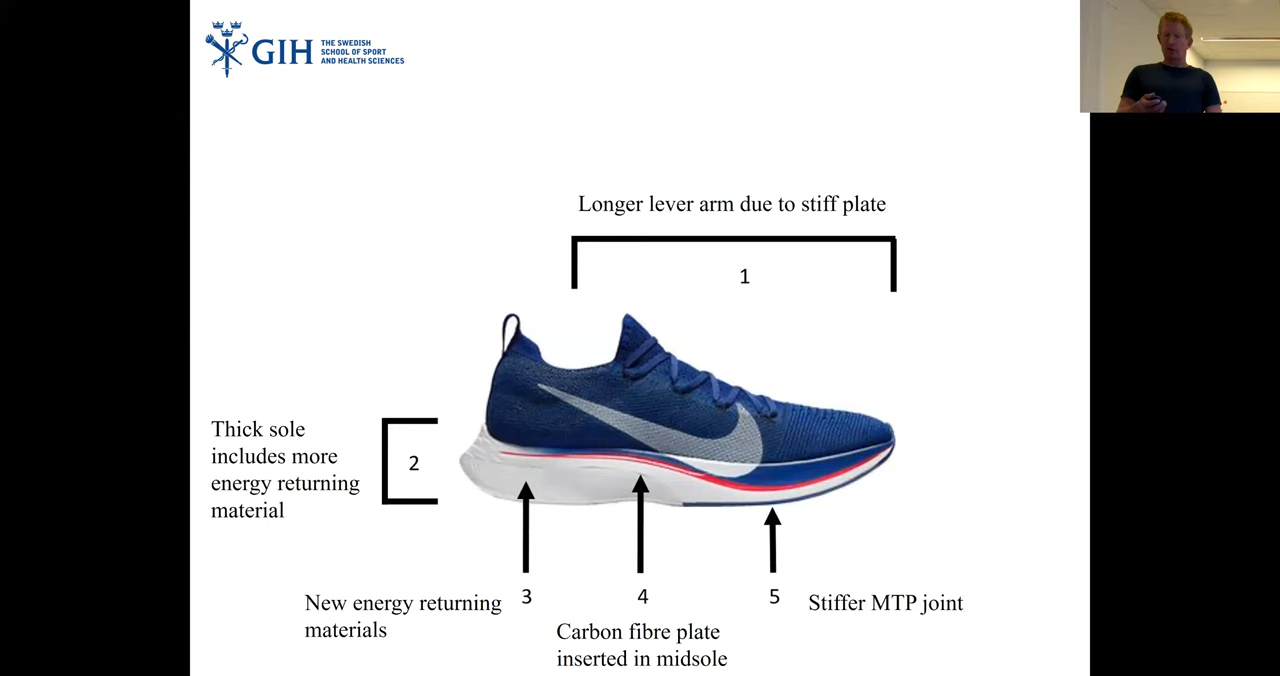 GIH
THE SWEDISH
SCHOOL OF SPORT
AND HEALTH SCIENCES
Longer lever arm due to stiff plate
1
Thick sole
includes more
energy returning
material
2
New energy returning
materials
3
4
Carbon fibre plate
inserted in midsole
5
Stiffer MTP joint